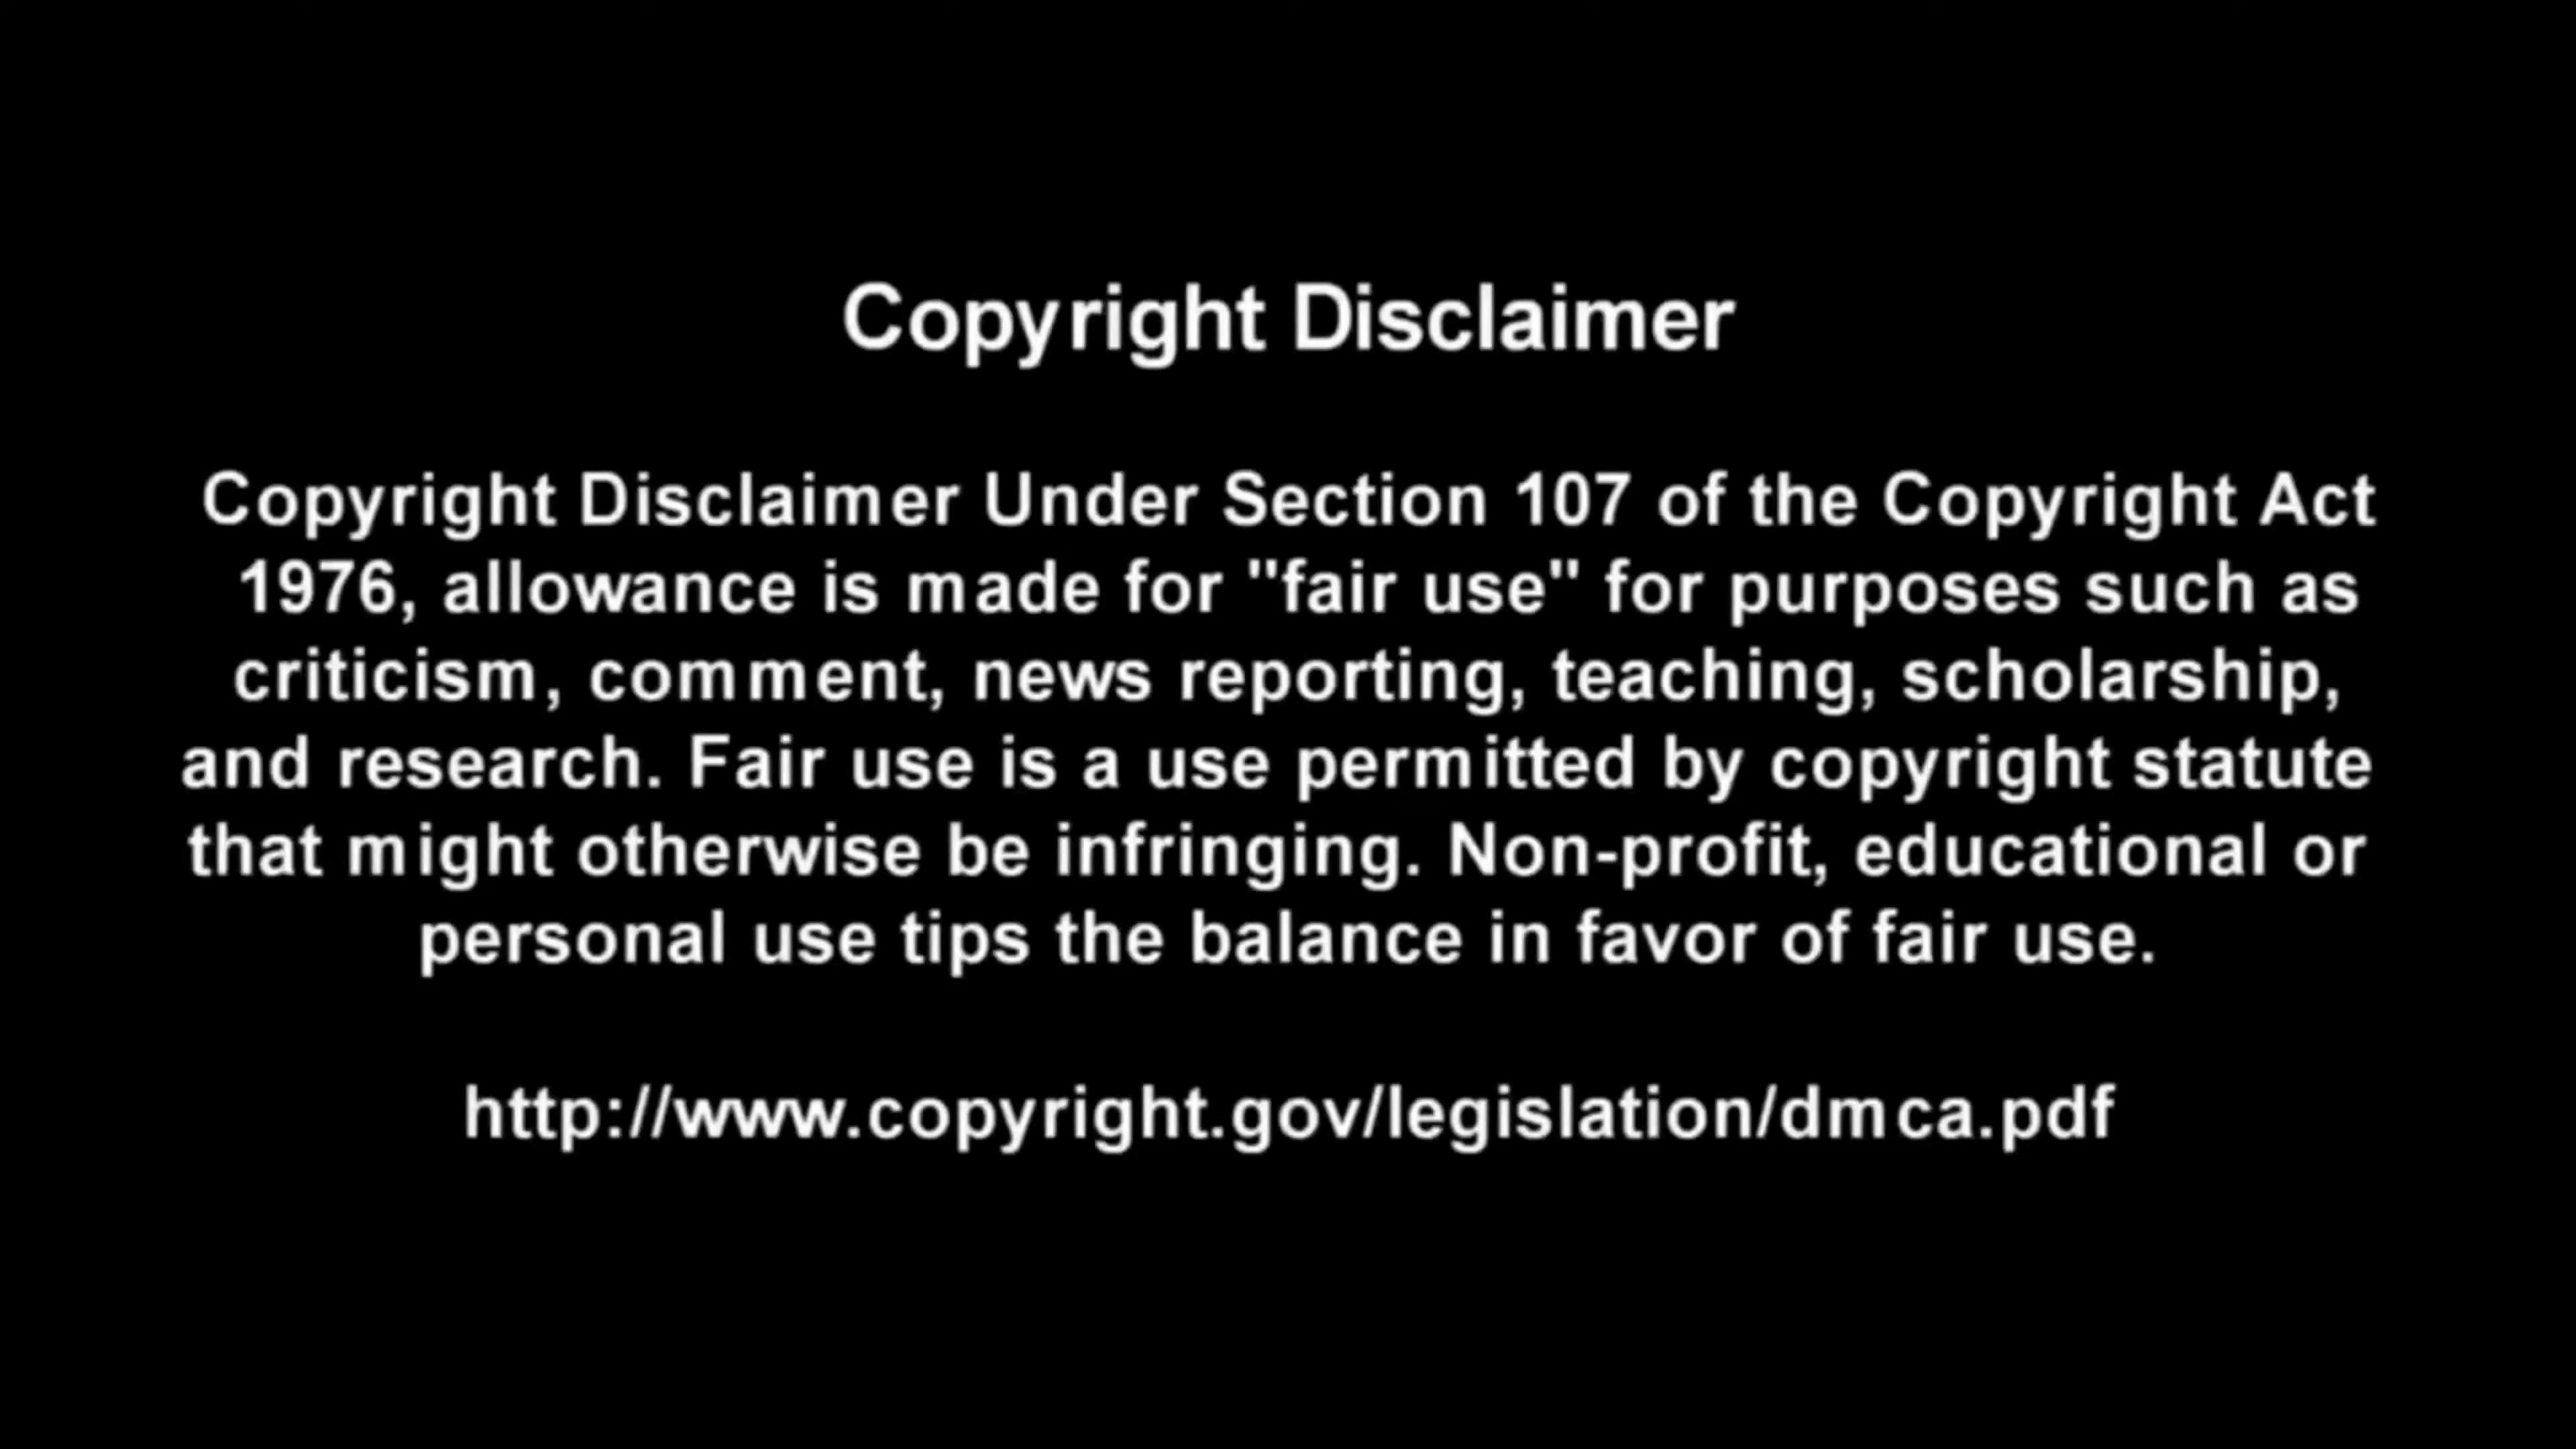 Copyright Disclaimer
Copyright Disclaimer Under Section 107 of the Copyright Act
1976, allowance is made for "fair use" for purposes such as
criticism, comment, news reporting, teaching, scholarship,
and research. Fair use is a use permitted by copyright statute
that might otherwise be infringing. Non-profit, educational or
personal use tips the balance in favor of fair use.
http://www.copyright.gov/legislation/dmca.pdf